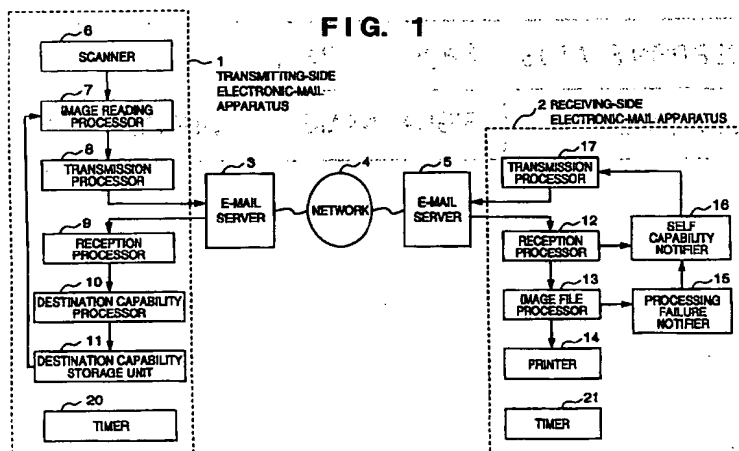 FIG. 1
6
SCANNER
7
IMAGE READING
PROCESSOR
8
TRANSMISSION
PROCESSOR
9
RECEPTION
PROCESSOR
10
DESTINATION CAPABILITY
PROCESSOR
11
DESTINATION CAPABILITY
STORAGE UNIT
20
TIMER
1
TRANSMITTING-SIDE
ELECTRONIC-MAIL
APPARATUS
3
E-MAIL
SERVER
4
NETWORK
5
E-MAIL
SERVER
2 RECEIVING-SIDE
ELECTRONIC-MAIL APPARATUS
17
TRANSMISSION
PROCESSOR
12
RECEPTION
PROCESSOR
16
SELF
CAPABILITY
NOTIFIER
13
IMAGE FILE
PROCESSOR
15
PROCESSING
FAILURE
NOTIFIER
14
PRINTER
21
TIMER